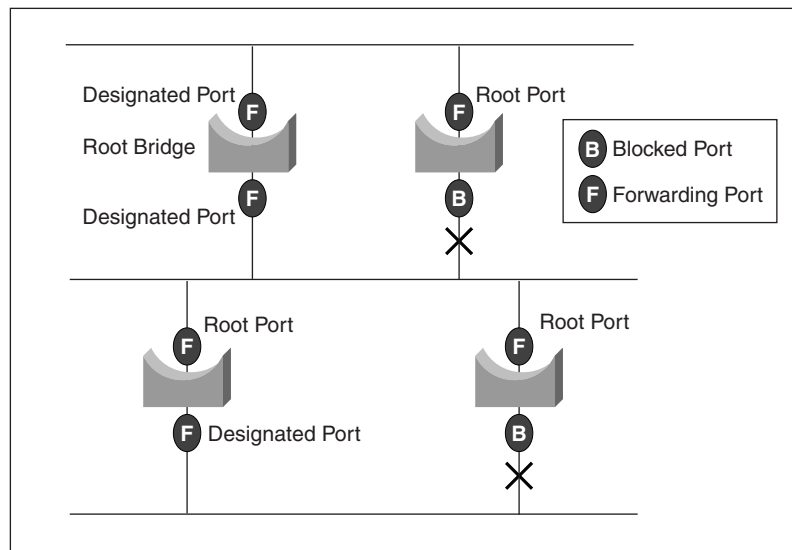 Designated Port
F
F
Root Port
Root Bridge
B Blocked Port
F Forwarding Port
Designated Port
F
B
Root Port
F
Root Port
F
F
Designated Port
B